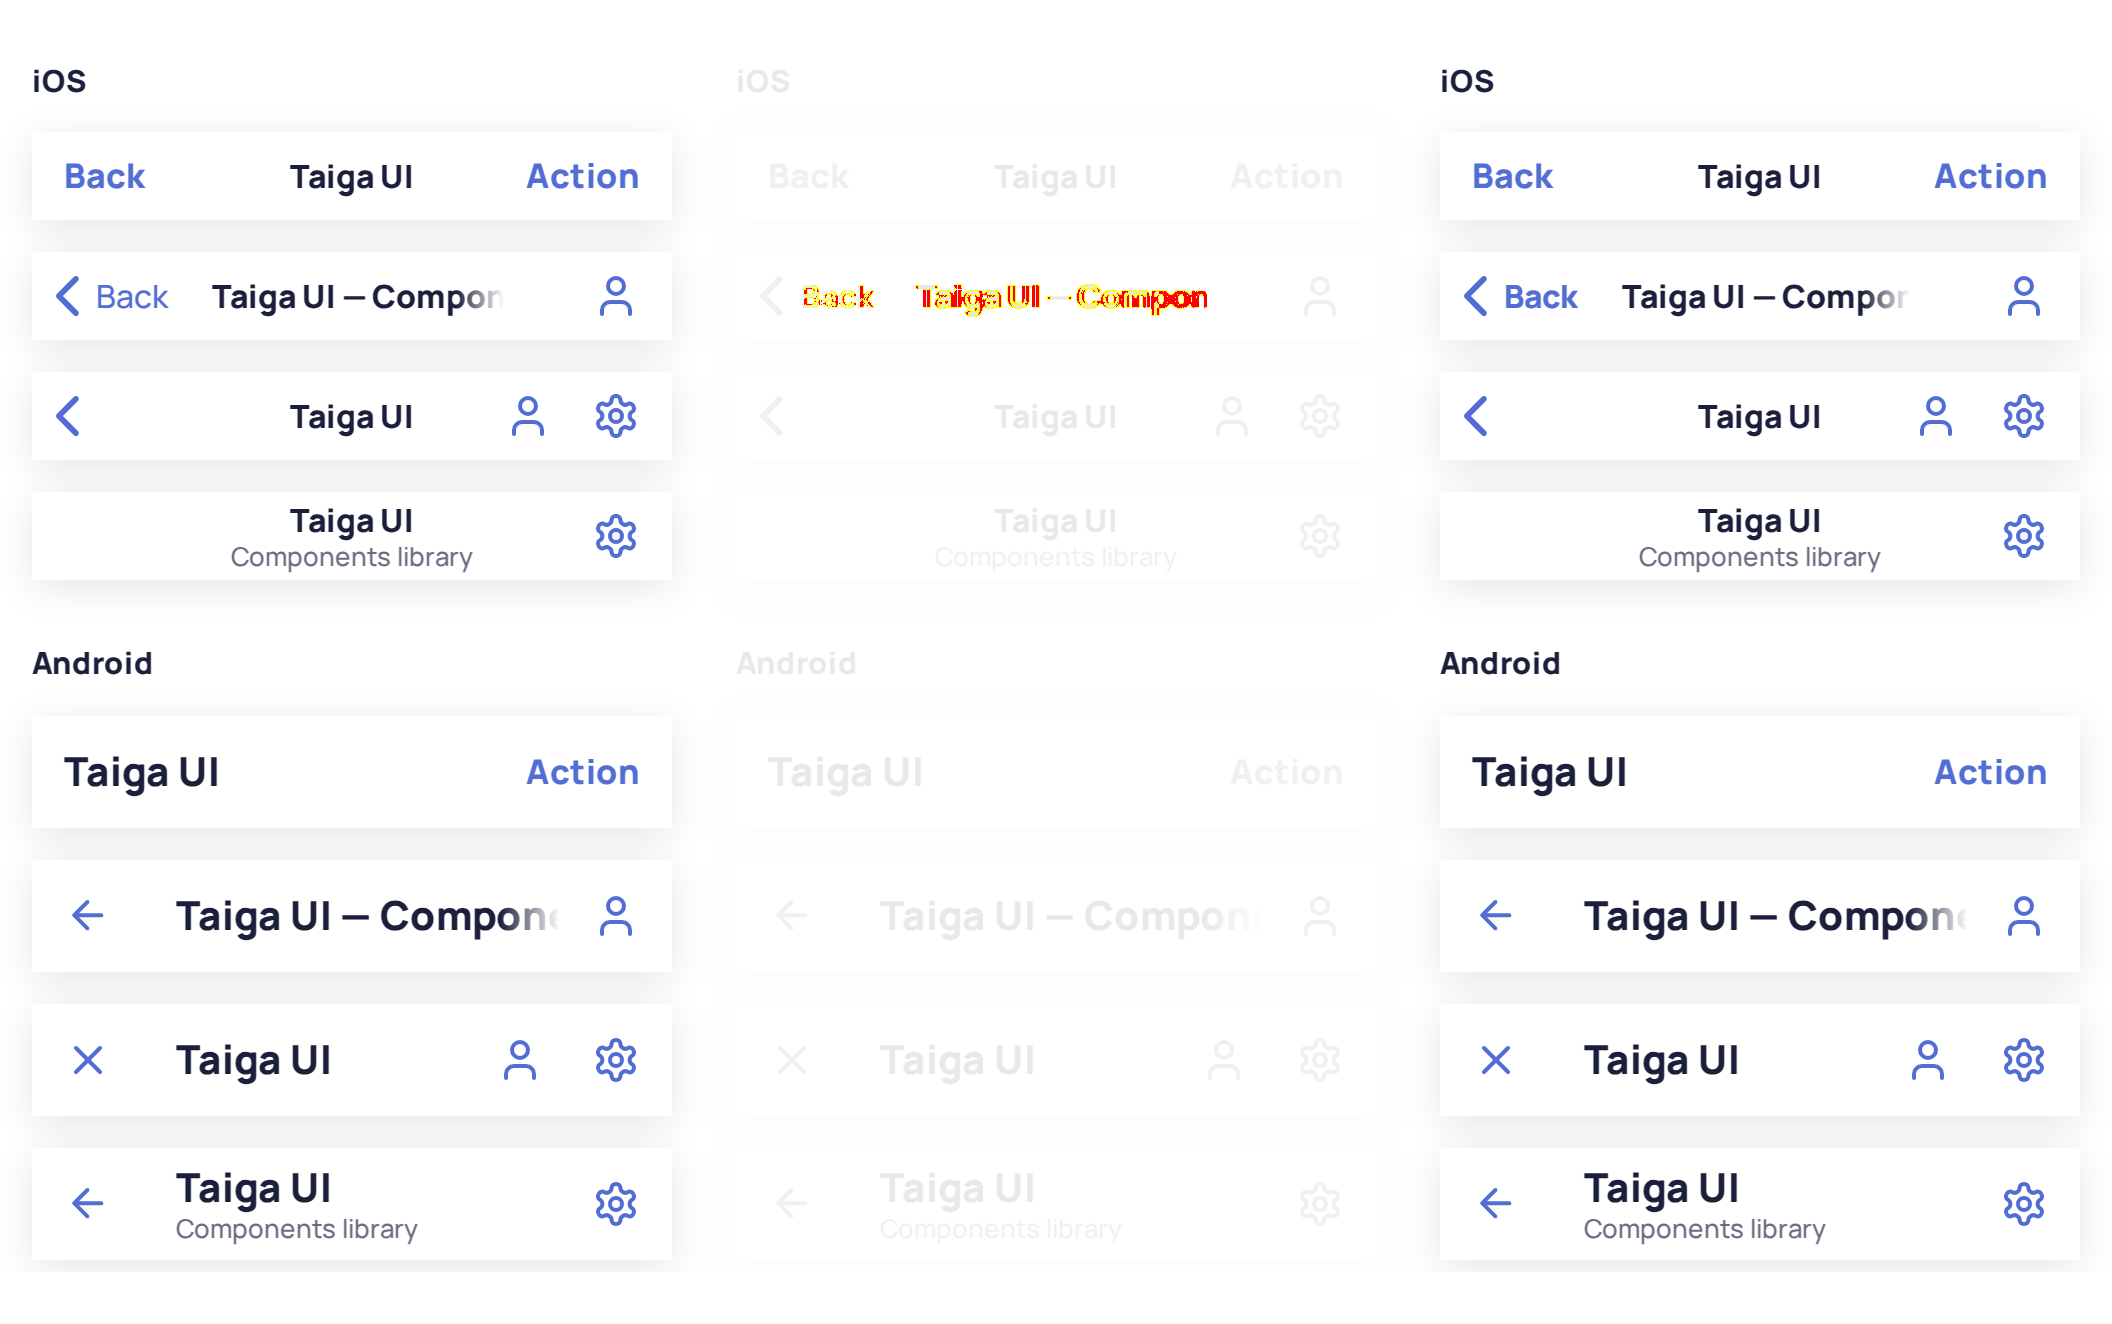 iOS
Back Taiga UI Action
Back Taiga UI — Compon
Taiga UI
Taiga UI
Components library
Android
Taiga UI Action
Taiga UI — Compone
Taiga UI
Taiga UI
Components library
iOS
Back Taiga UI Action
Back Taiga UI — Compon
Taiga UI
Taiga UI
Components library
Android
Taiga UI Action
Taiga UI — Compone
Taiga UI
Taiga UI
Components library
iOS
Back Taiga UI Action
Back Taiga UI — Compor
Taiga UI
Taiga UI
Components library
Android
Taiga UI Action
Taiga UI — Compone
Taiga UI
Taiga UI
Components library